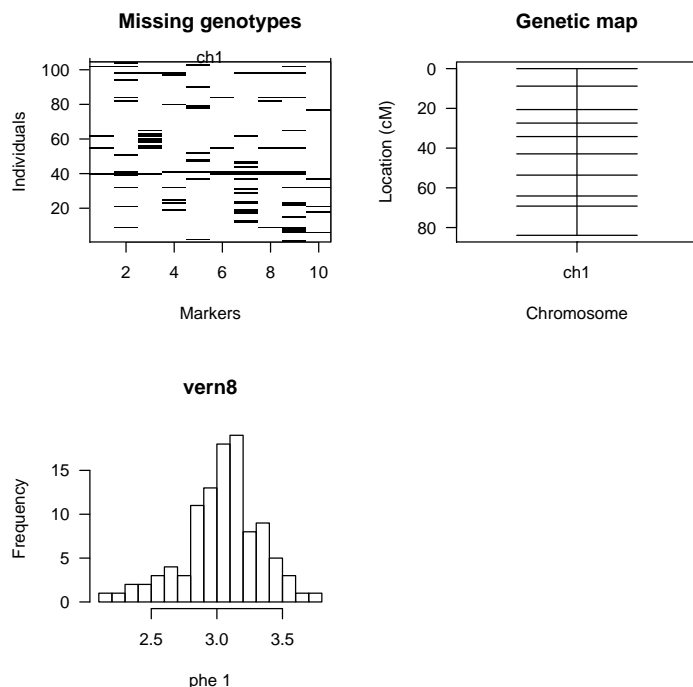 Missing genotypes
ch1
Individuals
100
80
60
40
20
2 4 6 8 10
Markers
Genetic map
Location (cM)
0
20
40
60
80
ch1
Chromosome
vern8
Frequency
15
10
5
0
2.5 3.0 3.5
phe 1